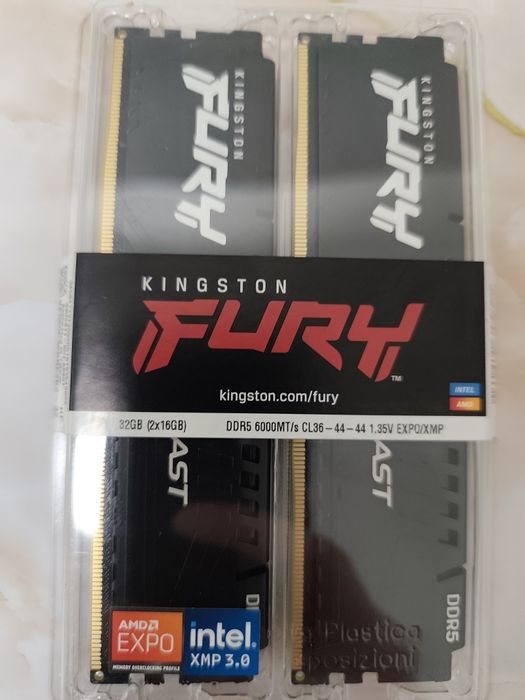 KINGSTON
FURY
KINGSTON
FURY
KINGSTON
FURY
TM
kingston.com/fury
INTEL
AMD
32GB (2x16GB)
DDR5 6000MT/s CL36-44-44 1.35V EXPO/XMP
AST
AST
DDR5
AMD
EXPO
MEMORY OVERCLOCKING PROFILE
intel.
XMP 3.0
Plastica